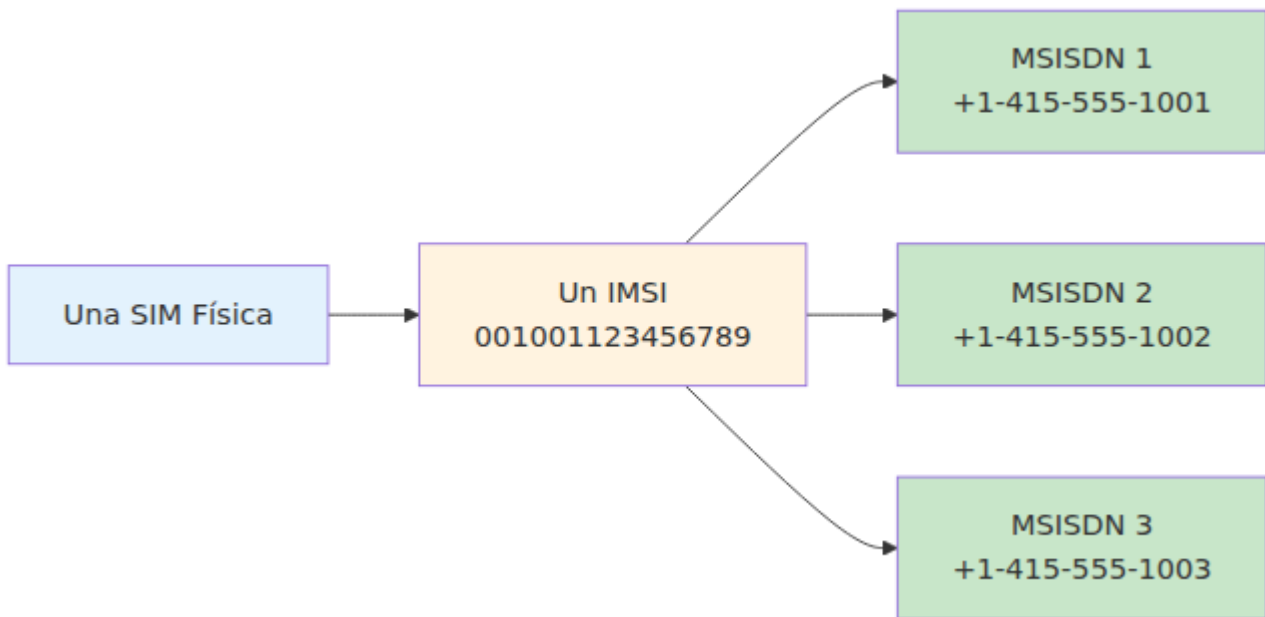 Una SIM Física
Un IMSI
001001123456789
MSISDN 1
+1-415-555-1001
MSISDN 2
+1-415-555-1002
MSISDN 3
+1-415-555-1003